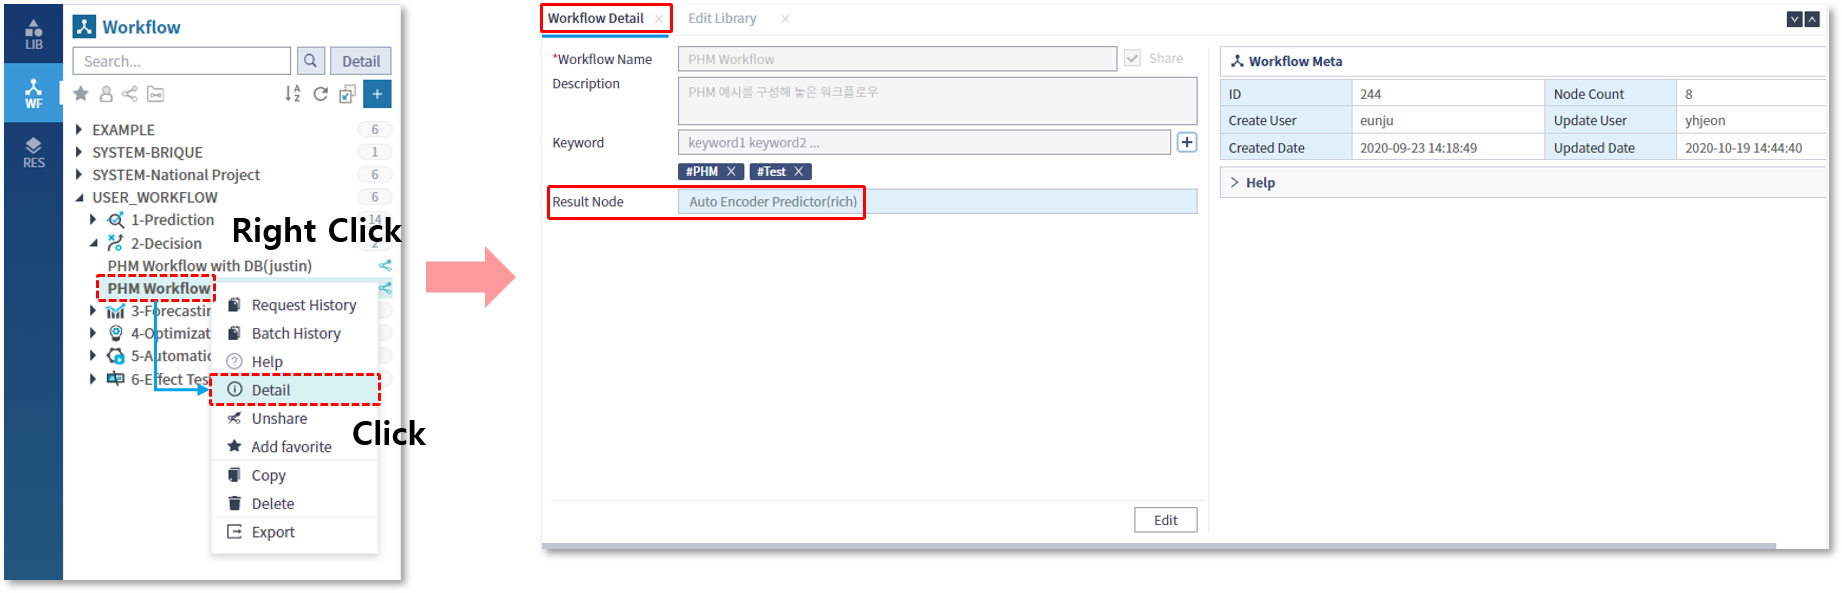 LIB
WF
RES
Workflow
Search...
Detail
EXAMPLE 6
SYSTEM-BRIQUE 1
SYSTEM-National Project 6
USER_WORKFLOW 6
1-Prediction 14
2-Decision 2
Right Click
PHM Workflow with DB(justin)
PHM Workflow
3-Forecastin
4-Optimizat
5-Automatic
6-Effect Tes
Request History
Batch History
Help
Detail
Unshare
Click
Add favorite
Copy
Delete
Export
Workflow Detail
Edit Library
*Workflow Name PHM Workflow Share
Description PHM 예시를 구성해 놓은 워크플로우
Keyword keyword1 keyword2 ...
#PHM X #Test X
Result Node Auto Encoder Predictor(rich)
Edit
Workflow Meta
ID 244 Node Count 8
Create User eunju Update User yhjeon
Created Date 2020-09-23 14:18:49 Updated Date 2020-10-19 14:44:40
> Help